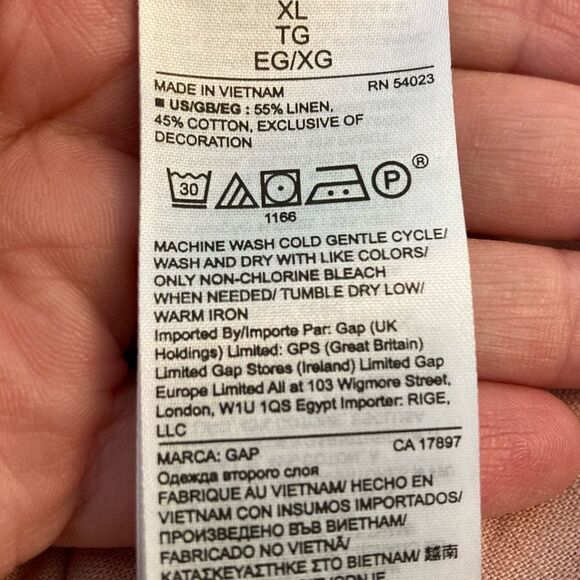 XL
TG
EG/XG
MADE IN VIETNAM RN 54023
■ US/GB/EG : 55% LINEN,
45% COTTON, EXCLUSIVE OF
DECORATION
30 P ®
1166
MACHINE WASH COLD GENTLE CYCLE/
WASH AND DRY WITH LIKE COLORS/
ONLY NON-CHLORINE BLEACH
WHEN NEEDED/ TUMBLE DRY LOW/
WARM IRON
Imported By/Importe Par: Gap (UK
Holdings) Limited: GPS (Great Britain)
Limited Gap Stores (Ireland) Limited Gap
Europe Limited All at 103 Wigmore Street,
London, W1U 1QS Egypt Importer: RIGE,
LLC
MARCA: GAP CA 17897
Одежда второго слоя
FABRIQUE AU VIETNAM/ HECHO EN
VIETNAM CON INSUMOS IMPORTADOS/
ПРОИЗВЕДЕНО ВЪВ ВИЕТНАМ/
FABRICADO NO VIETNÃ/
ΚΑΤΑΣΚΕΥΑΣΤΗΚΕ ΣΤΟ ΒΙΕΤΝΑΜ/ 越南